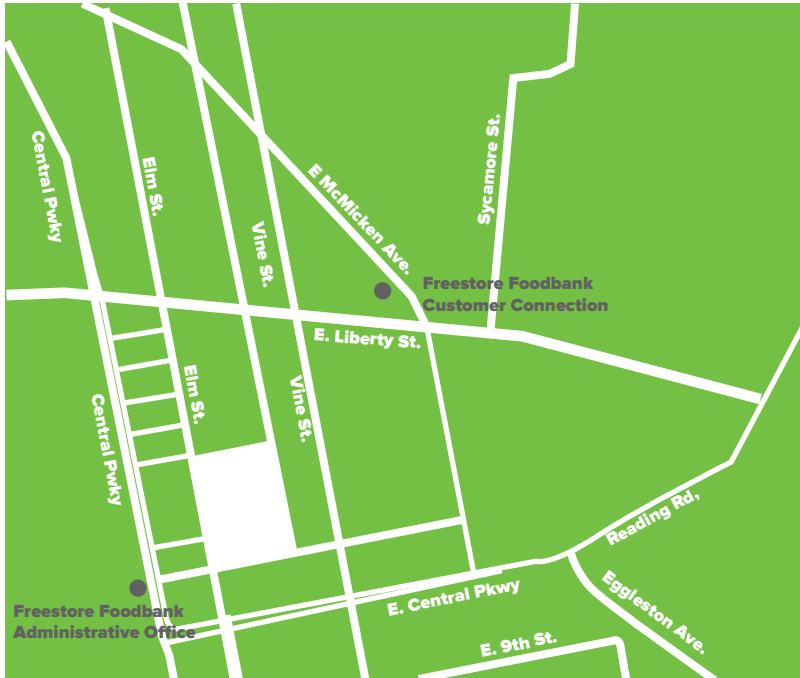 Central Pwky
Elm St.
Vine St.
E McMicken Ave.
Sycamore St.
Freestore Foodbank
Customer Connection
E. Liberty St.
Central Pwky
Elm St.
Vine St.
Reading Rd,
Freestore Foodbank
Administrative Office
E. Central Pkwy
Eggleston Ave.
E. 9th St.